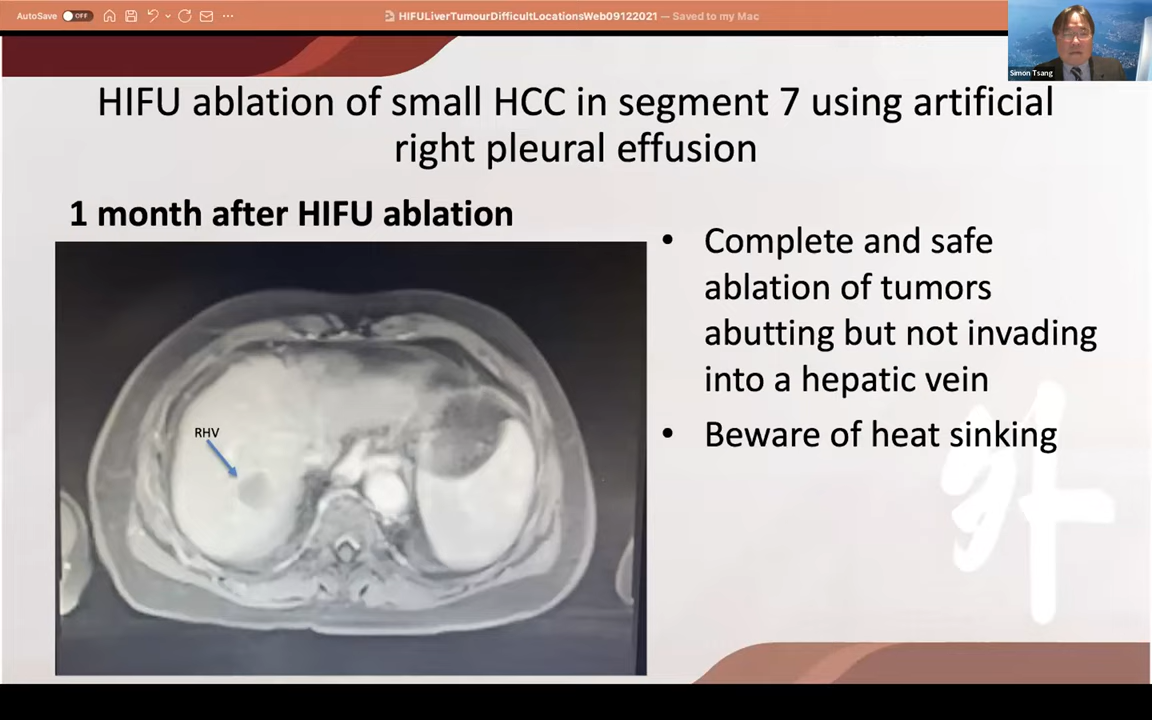 AutoSave OFF
HIFULiverTumourDifficultLocationsWeb09122021 — Saved to my Mac
Simon Tsang
HIFU ablation of small HCC in segment 7 using artificial
right pleural effusion
1 month after HIFU ablation
RHV
• Complete and safe
ablation of tumors
abutting but not invading
into a hepatic vein
• Beware of heat sinking
外